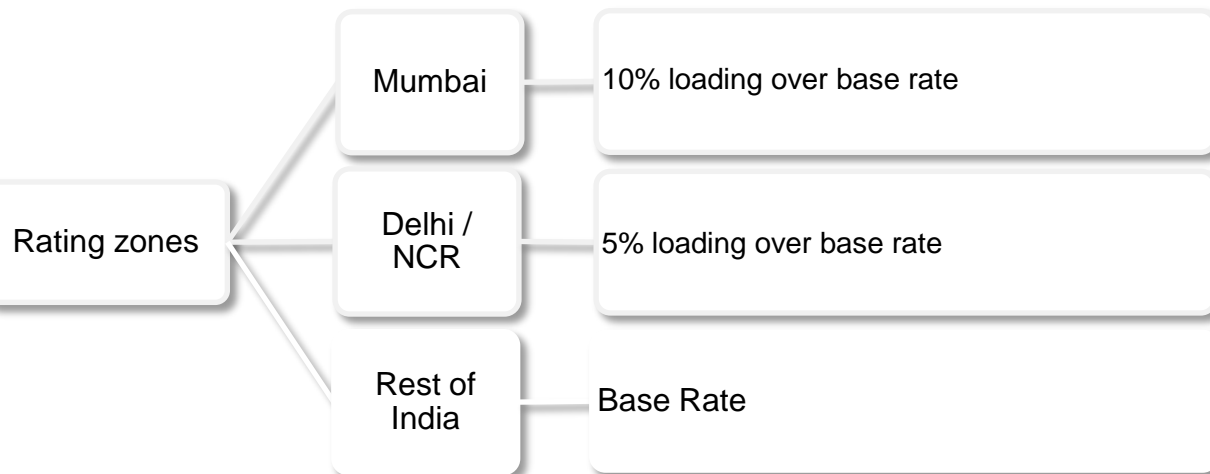 Rating zones
Mumbai
10% loading over base rate
Delhi /
NCR
5% loading over base rate
Rest of
India
Base Rate